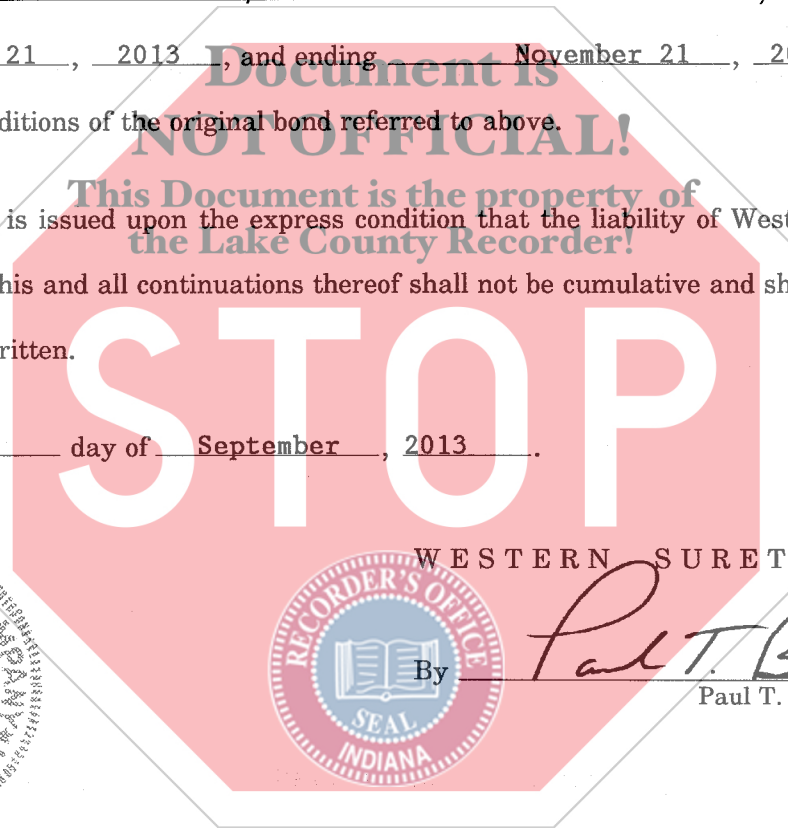 21, 2013, and ending November 21, 20
Document is
ditions of the original bond referred to above.
NOT OFFICIAL!
This Document is the property of
is issued upon the express condition that the liability of West
the Lake County Recorder!
his and all continuations thereof shall not be cumulative and sh
ritten.
STOP
day of September, 2013.
WESTERN SURET
RECORDER'S OFFICE
SEAL
INDIANA
By Paul T.
Paul T.